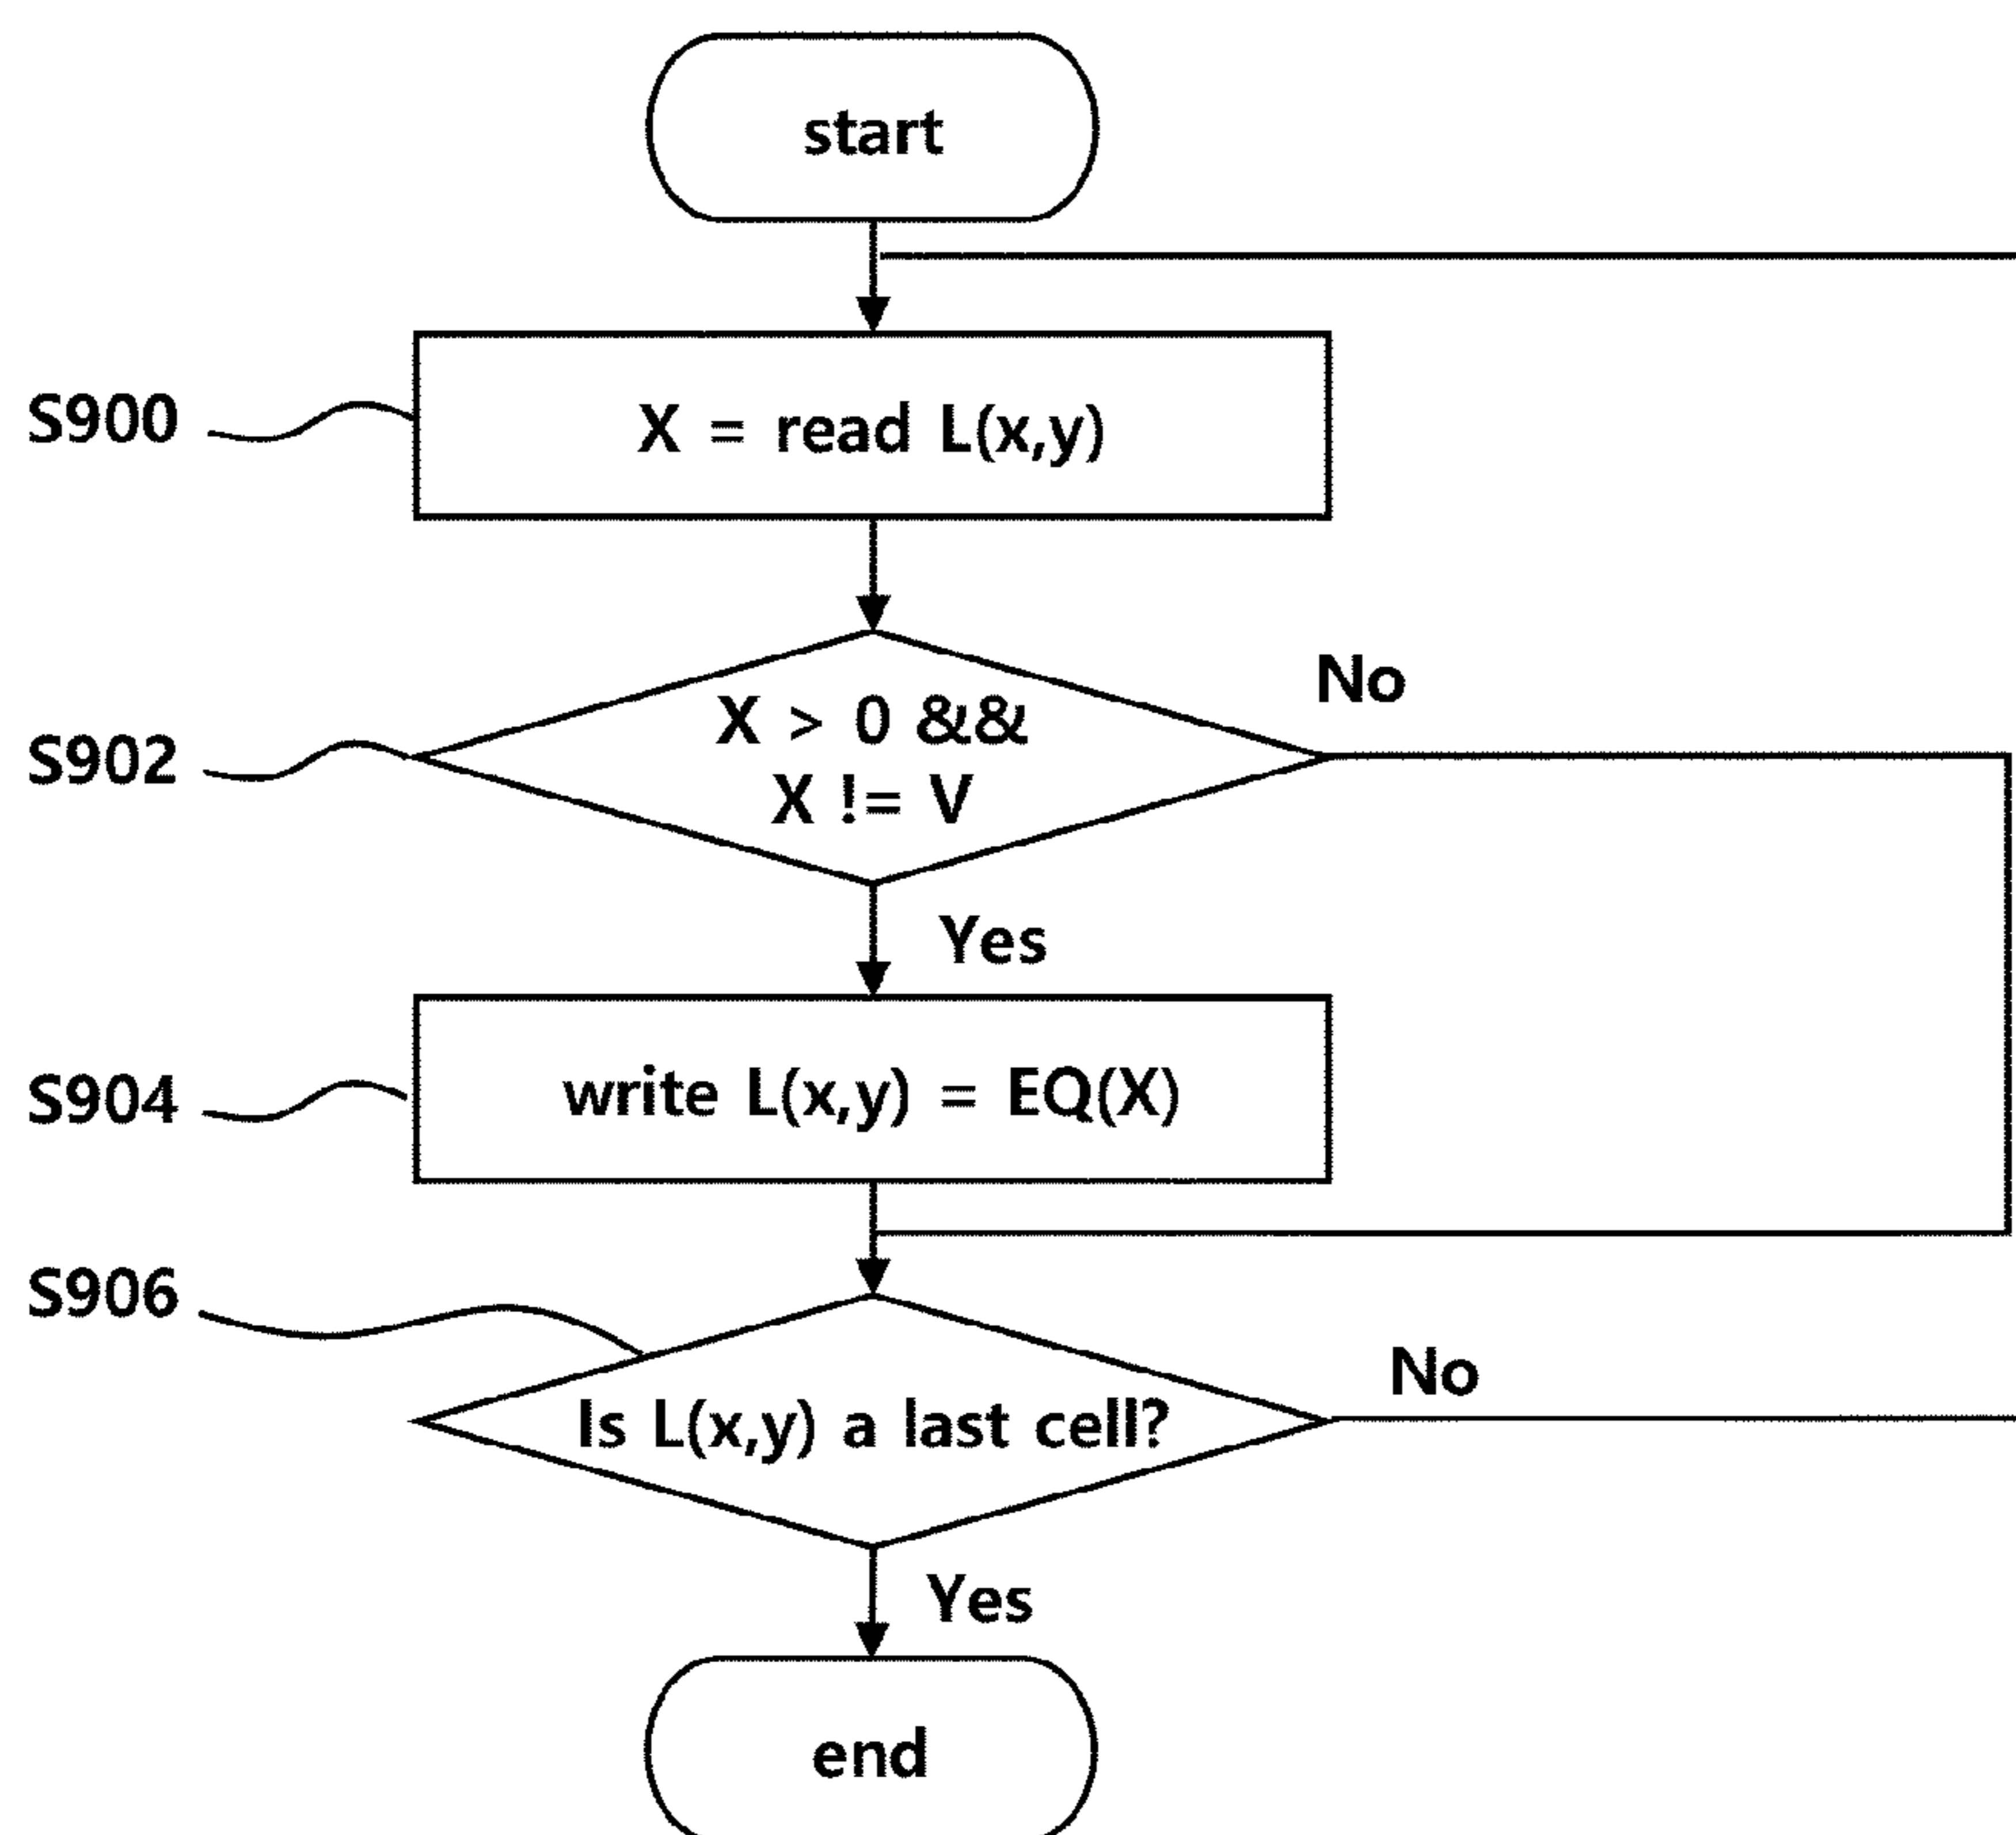 start
S900
X = read L(x,y)
No
S902
X > 0 &&
X != V
Yes
S904
write L(x,y) = EQ(X)
S906
No
Is L(x,y) a last cell?
Yes
end